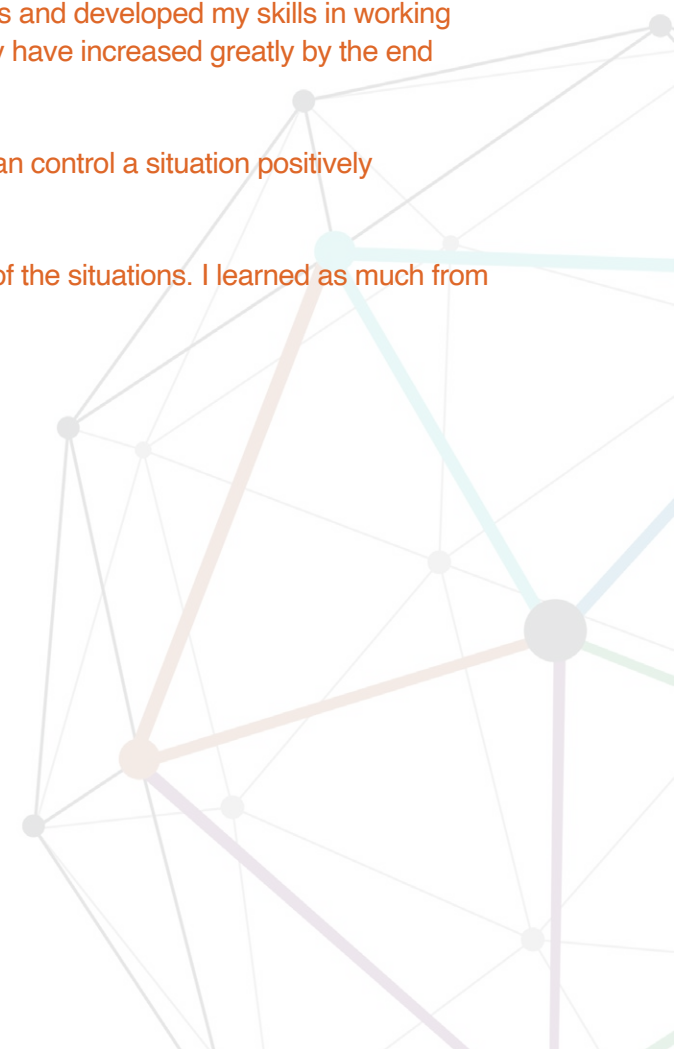 s and developed my skills in working
have increased greatly by the end
an control a situation positively
of the situations. I learned as much from